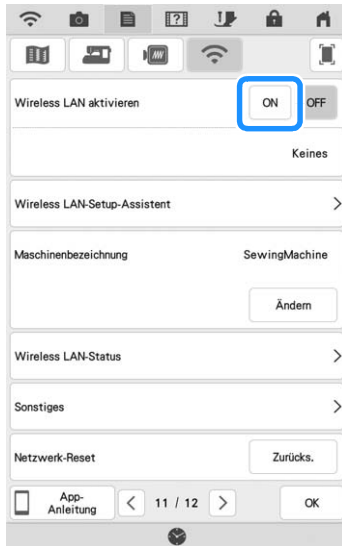 Wireless LAN aktivieren ON OFF
Keines
Wireless LAN-Setup-Assistent
Maschinenbezeichnung SewingMachine
Ändern
Wireless LAN-Status
Sonstiges
Netzwerk-Reset Zurücks.
App-
Anleitung 11 / 12 OK